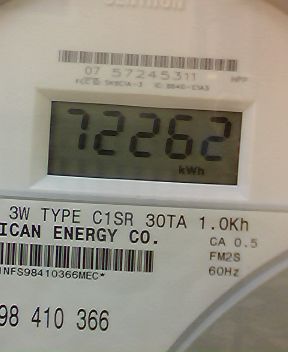 07 57245311
72262
kWh
3W TYPE C1SR 30TA 1.0Kh
ICAN ENERGY CO.
CA 0.5
FM2S
60Hz
INFS98410366MEC*
98 410 366